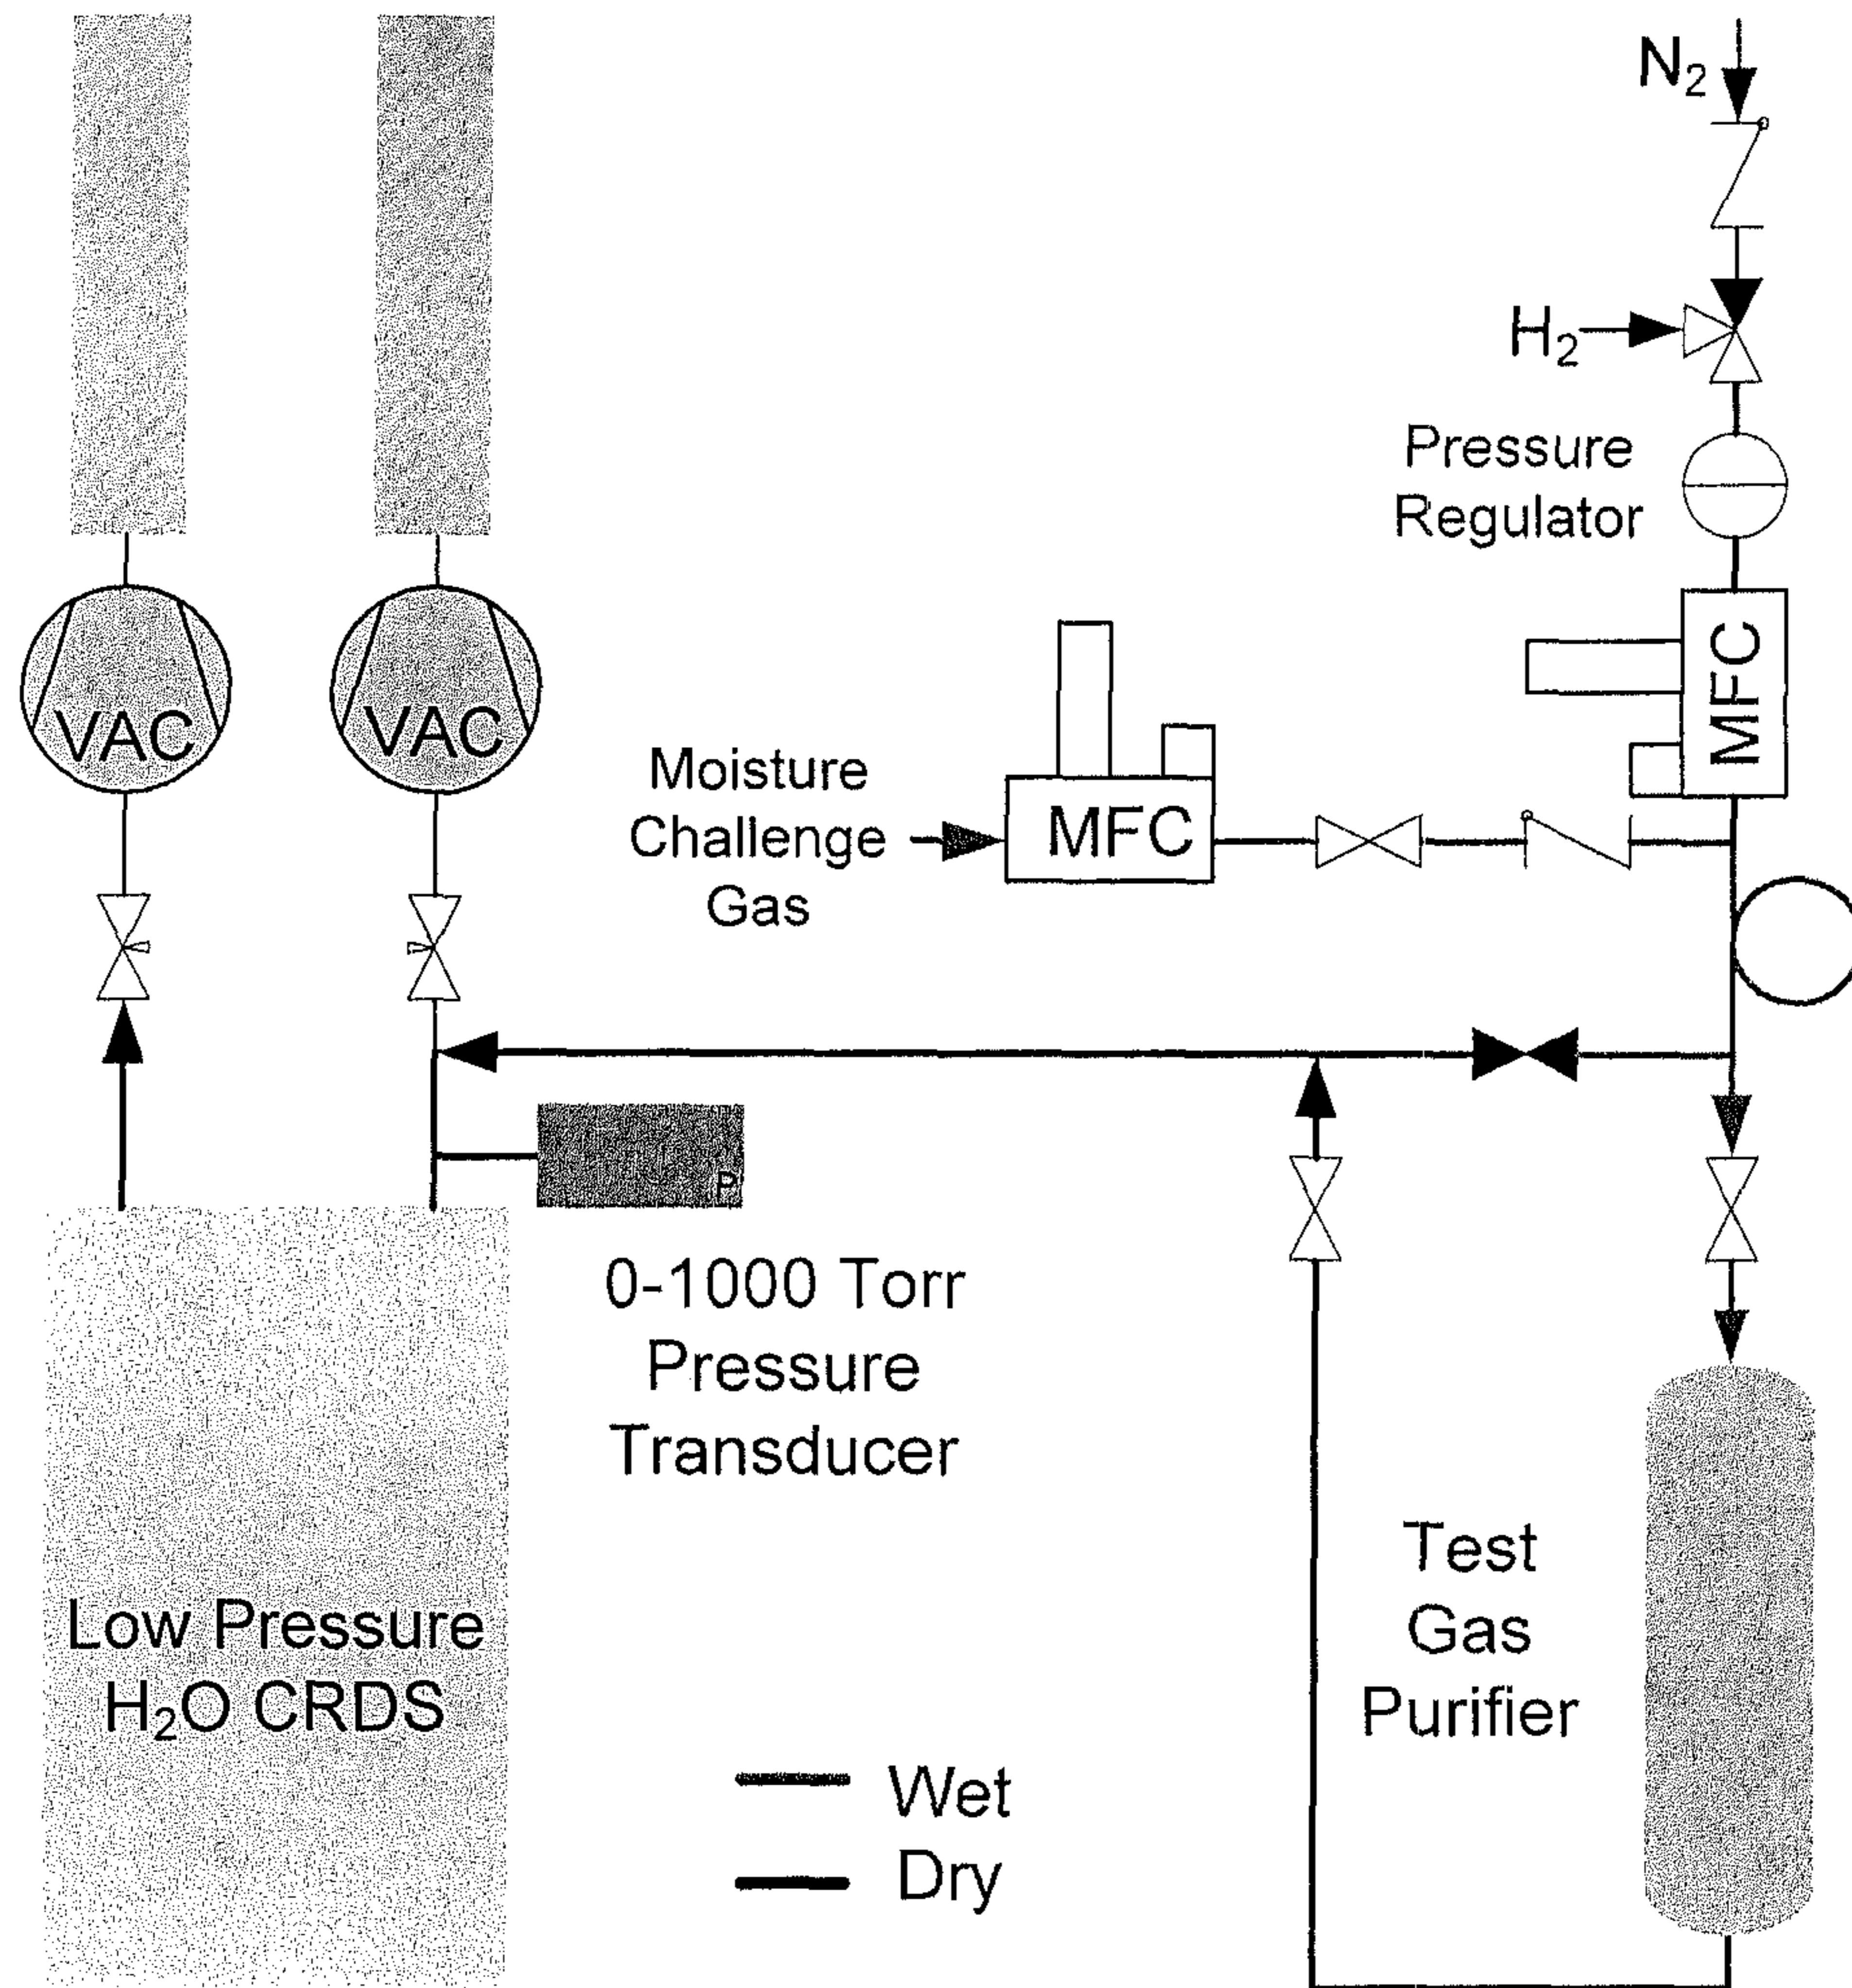 N₂
H₂
Pressure
Regulator
MFC
VAC
VAC
Moisture
Challenge
Gas
MFC
P
0-1000 Torr
Pressure
Transducer
Test
Gas
Purifier
Low Pressure
H₂O CRDS
Wet
Dry